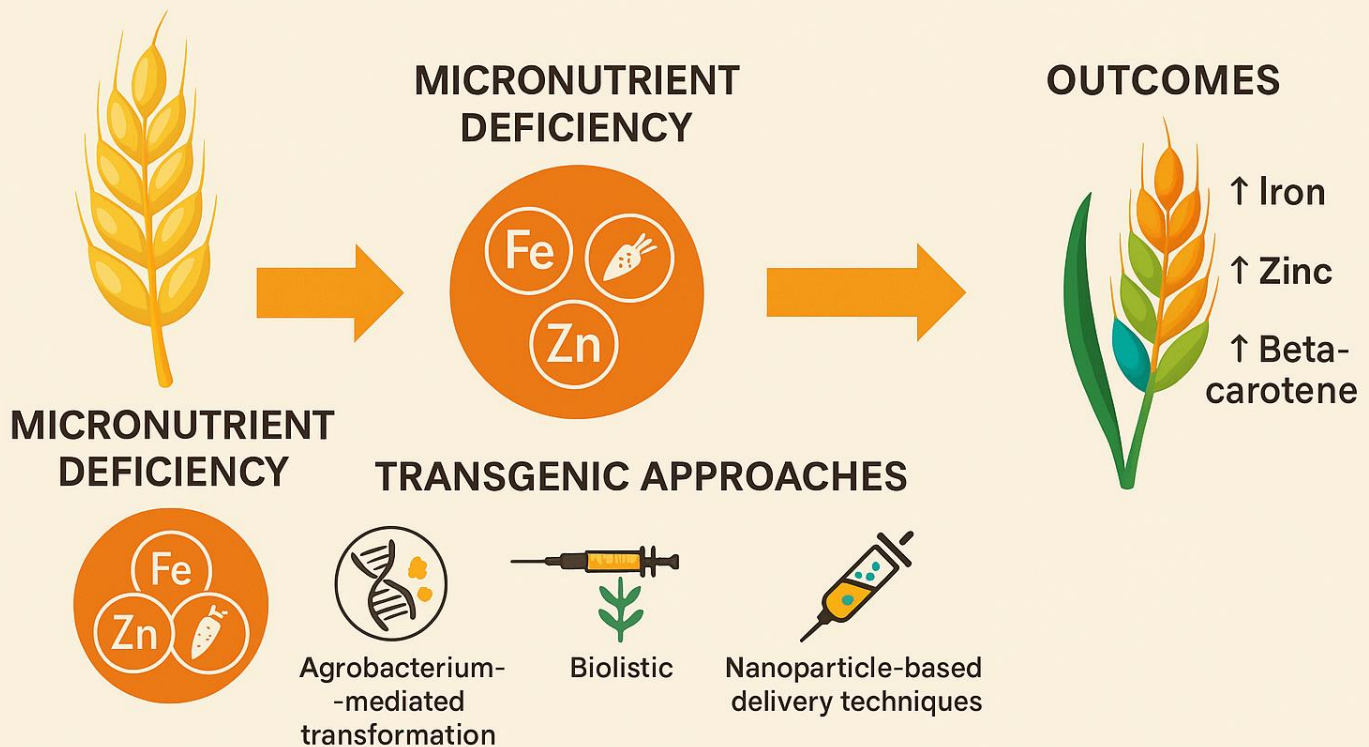 MICRONUTRIENT
DEFICIENCY
Fe
Zn
OUTCOMES
↑ Iron
↑ Zinc
↑ Beta-
carotene
MICRONUTRIENT
DEFICIENCY
Fe
Zn
TRANSGENIC APPROACHES
Agrobacterium-
-mediated
transformation
Biolistic
Nanoparticle-based
delivery techniques